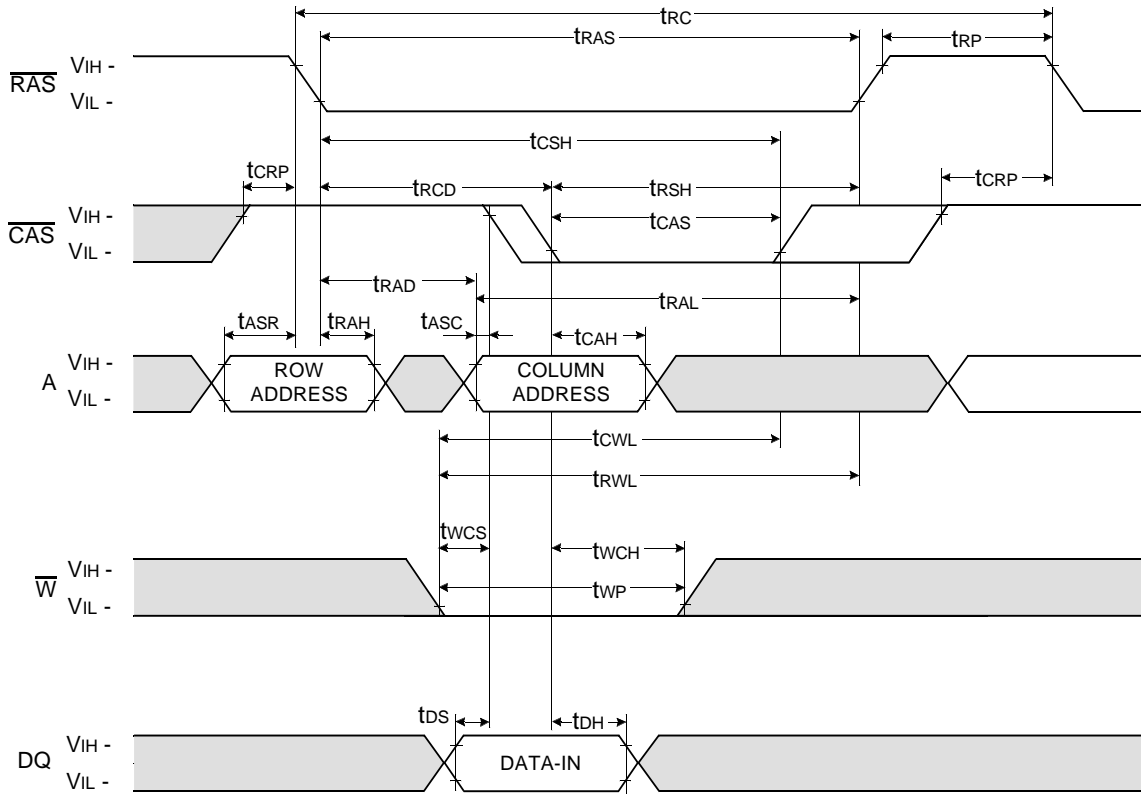 tRC
tRAS
tRP
RAS
VIH -
VIL -
tCSH
tCRP
tRCD
tRSH
tCRP
CAS
VIH -
VIL -
tCAS
tRAD
tRAL
tASR
tRAH
tASC
tCAH
A
VIH -
VIL -
ROW
ADDRESS
COLUMN
ADDRESS
tCWL
tRWL
tWCS
tWCH
W
VIH -
VIL -
tWP
tDS
tDH
DQ
VIH -
VIL -
DATA-IN